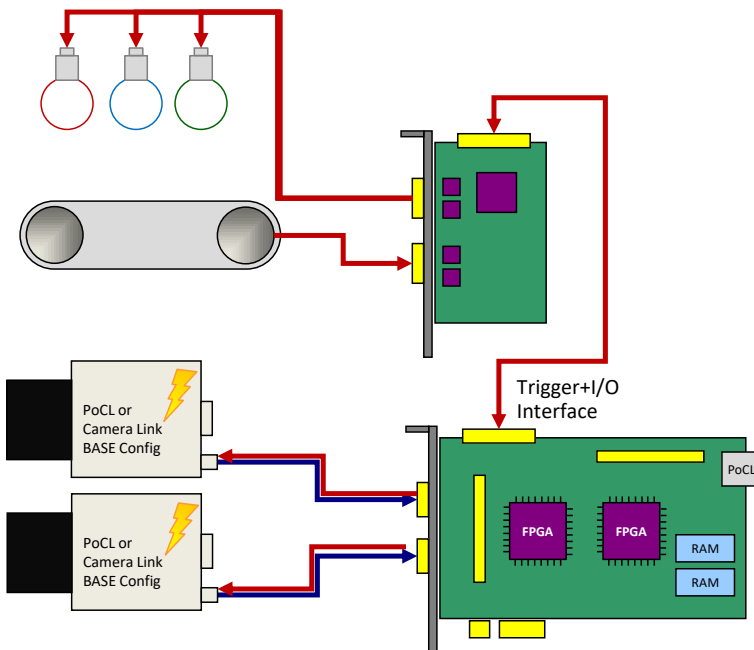 Trigger+I/O
Interface
PoCL or
Camera Link
BASE Config
PoCL
FPGA
FPGA
RAM
RAM
PoCL or
Camera Link
BASE Config